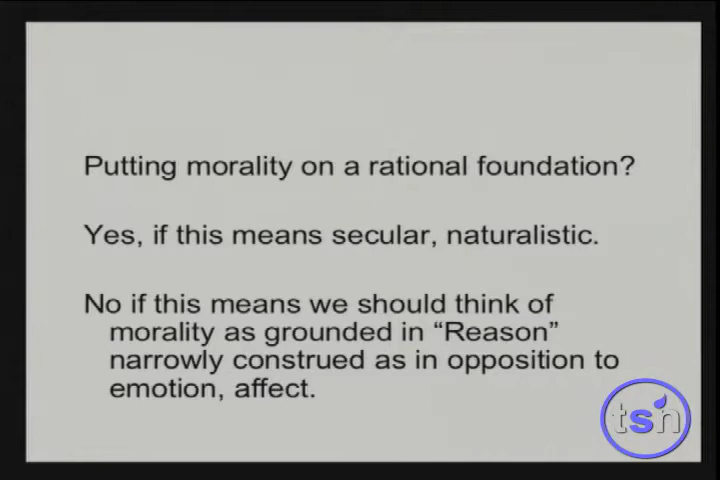 Putting morality on a rational foundation?
Yes, if this means secular, naturalistic.
No if this means we should think of
morality as grounded in “Reason”
narrowly construed as in opposition to
emotion, affect.
tsn